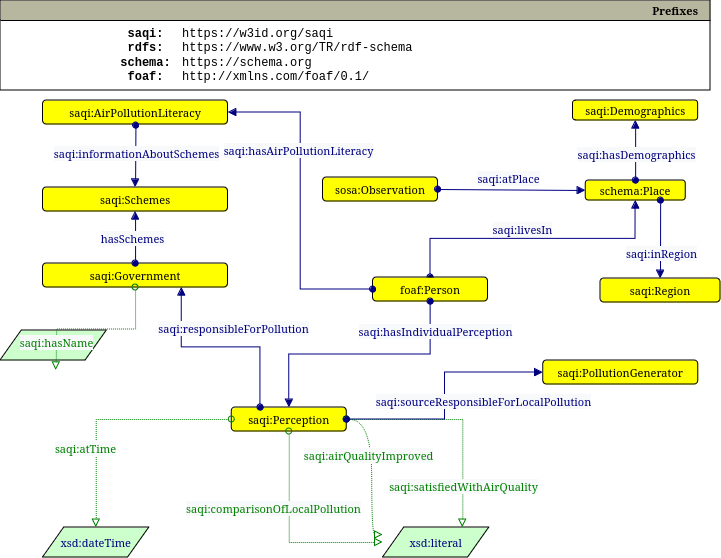 Prefixes
saqi: https://w3id.org/saqi
rdfs: https://www.w3.org/TR/rdf-schema
schema: https://schema.org
foaf: http://xmlns.com/foaf/0.1/
saqi:AirPollutionLiteracy
saqi:Demographics
saqi:informationAboutSchemes
saqi:hasAirPollutionLiteracy
saqi:hasDemographics
saqi:atPlace
saqi:Schemes
sosa:Observation
schema:Place
hasSchemes
saqi:livesIn
saqi:inRegion
saqi:Government
foaf:Person
saqi:Region
saqi:hasName
saqi:responsibleForPollution
saqi:hasIndividualPerception
saqi:PollutionGenerator
saqi:sourceResponsibleForLocalPollution
saqi:Perception
saqi:atTime
saqi:airQualityImproved
saqi:satisfiedWithAirQuality
saqi:comparisonOfLocalPollution
xsd:dateTime
xsd:literal